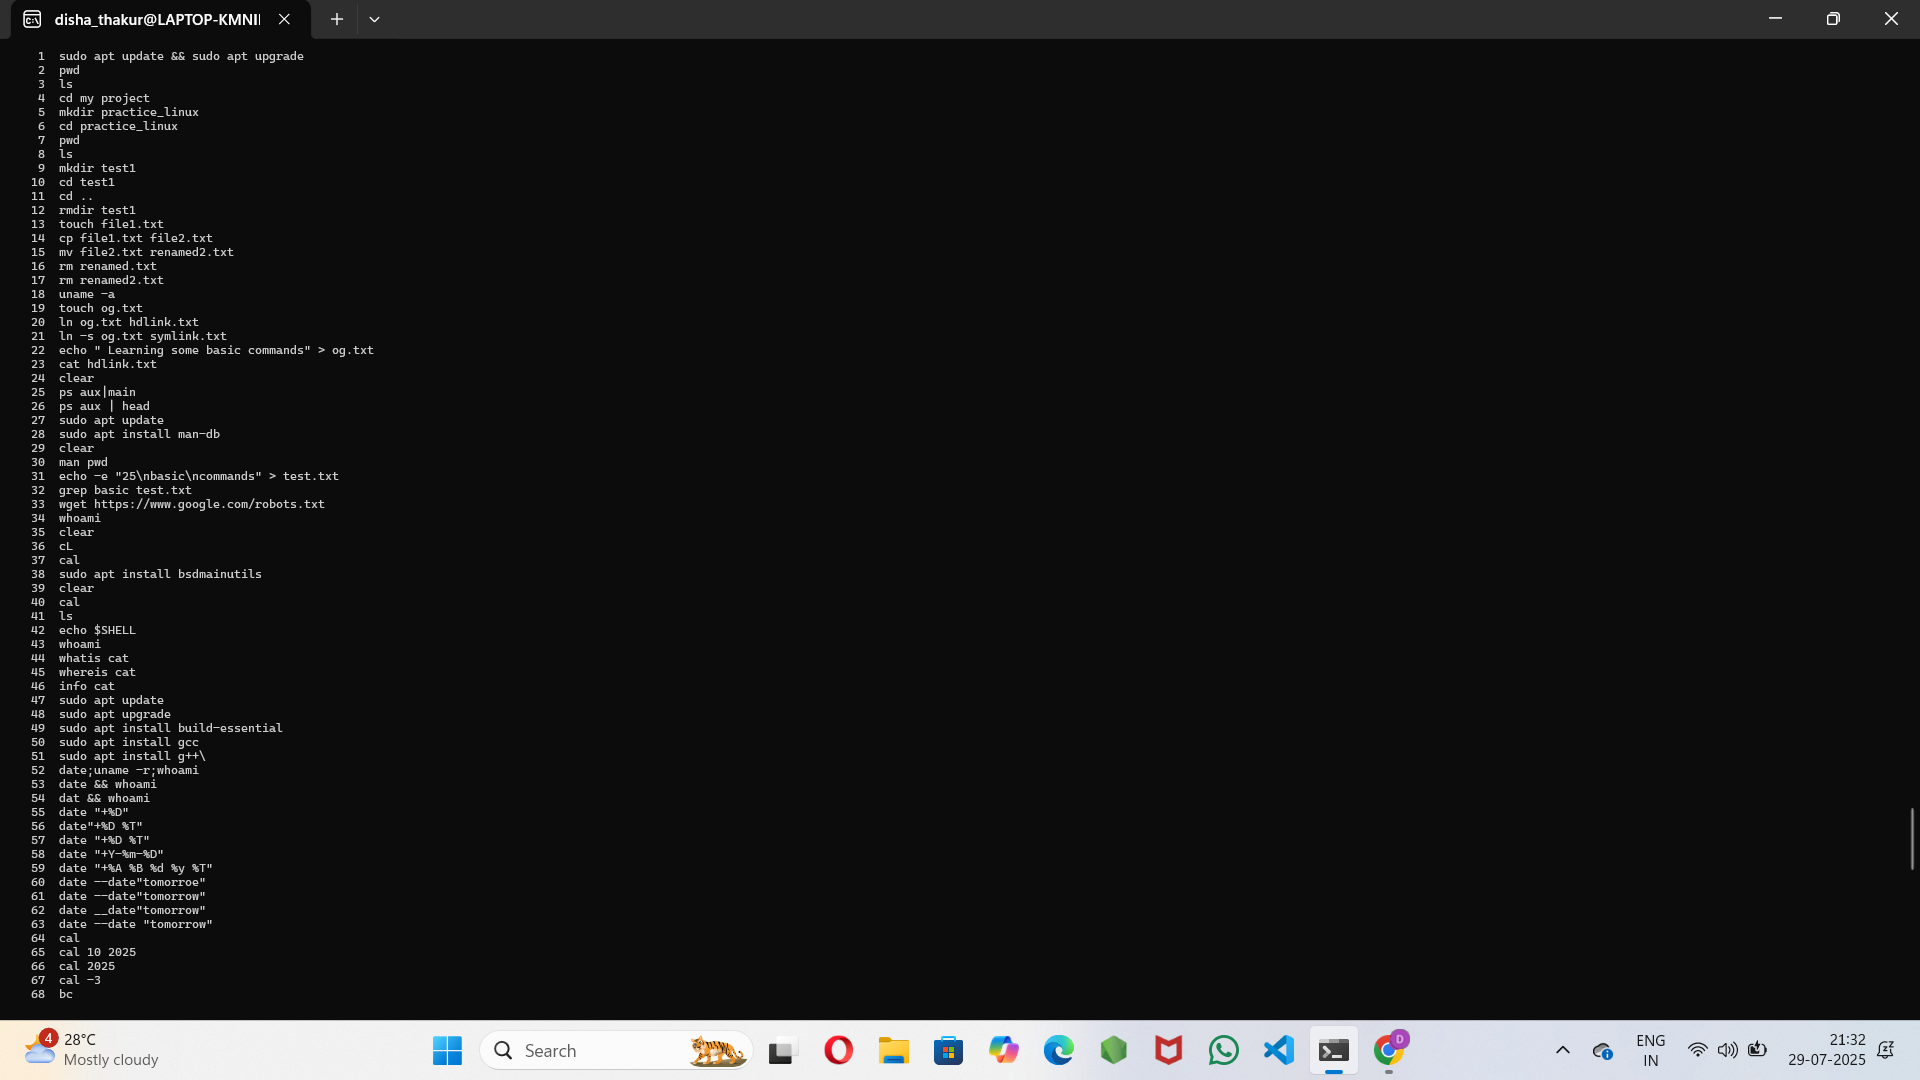 disha_thakur@LAPTOP-KMNII
1 sudo apt update && sudo apt upgrade
2 pwd
3 ls
4 cd my project
5 mkdir practice_linux
6 cd practice_linux
7 pwd
8 ls
9 mkdir test1
10 cd test1
11 cd ..
12 rmdir test1
13 touch file1.txt
14 cp file1.txt file2.txt
15 mv file2.txt renamed2.txt
16 rm renamed.txt
17 rm renamed2.txt
18 uname -a
19 touch og.txt
20 ln og.txt hdlink.txt
21 ln -s og.txt symlink.txt
22 echo " Learning some basic commands" > og.txt
23 cat hdlink.txt
24 clear
25 ps aux|main
26 ps aux | head
27 sudo apt update
28 sudo apt install man-db
29 clear
30 man pwd
31 echo -e "25\nbasic\ncommands" > test.txt
32 grep basic test.txt
33 wget https://www.google.com/robots.txt
34 whoami
35 clear
36 cL
37 cal
38 sudo apt install bsdmainutils
39 clear
40 cal
41 ls
42 echo $SHELL
43 whoami
44 whatis cat
45 whereis cat
46 info cat
47 sudo apt update
48 sudo apt upgrade
49 sudo apt install build-essential
50 sudo apt install gcc
51 sudo apt install g++\
52 date;uname -r;whoami
53 date && whoami
54 dat && whoami
55 date "+%D"
56 date"+%D %T"
57 date "+%D %T"
58 date "+Y-%m-%D"
59 date "+%A %B %d %y %T"
60 date --date"tomorroe"
61 date --date"tomorrow"
62 date __date"tomorrow"
63 date --date "tomorrow"
64 cal
65 cal 10 2025
66 cal 2025
67 cal -3
68 bc
4
28°C
Mostly cloudy
Search
D
ENG
IN
21:32
29-07-2025